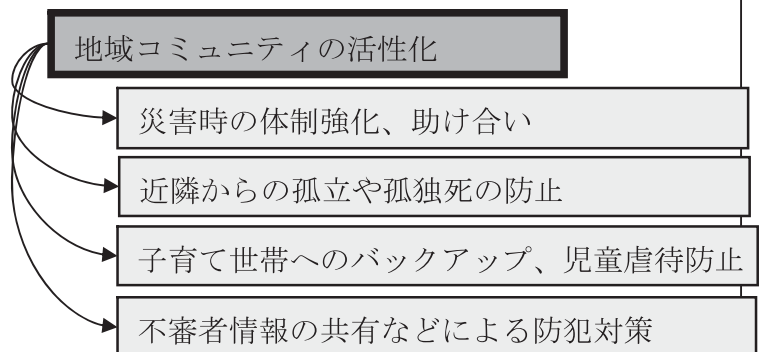 地域コミュニティの活性化
災害時の体制強化、助け合い
近隣からの孤立や孤独死の防止
子育て世帯へのバックアップ、児童虐待防止
不審者情報の共有などによる防犯対策